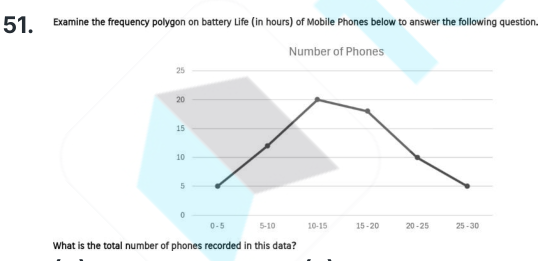 51. Examine the frequency polygon on battery Life (in hours) of Mobile Phones below to answer the following question.
Number of Phones
25
20
15
10
5
0
0-5 5-10 10-15 15-20 20-25 25-30
What is the total number of phones recorded in this data?